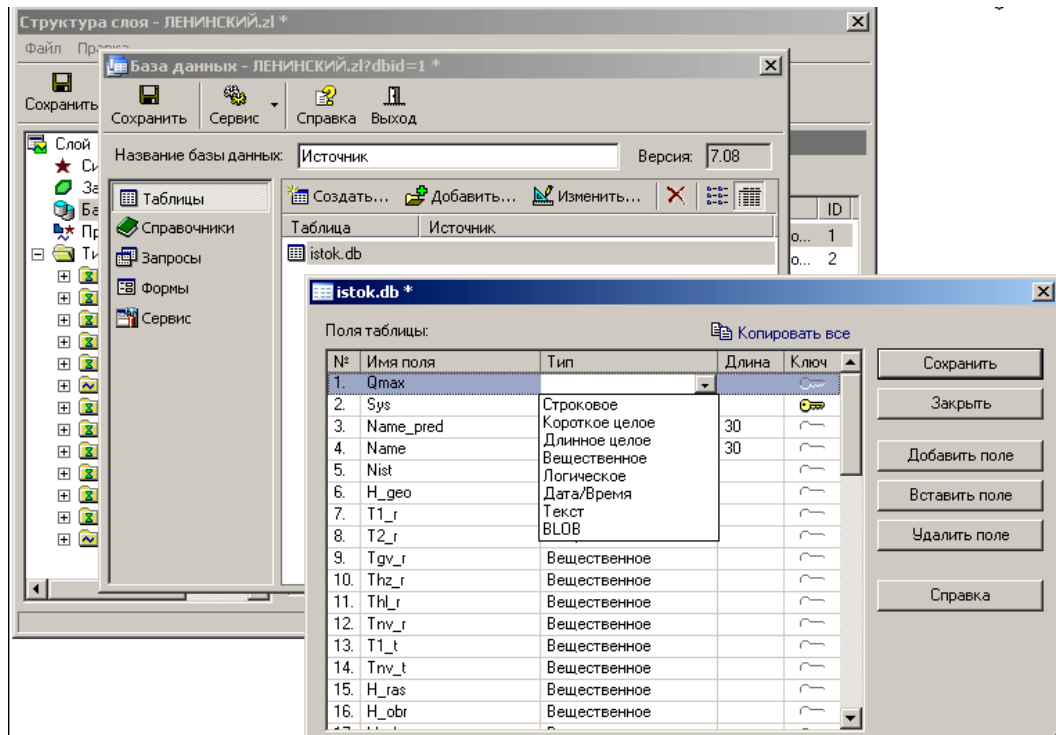 Структура слоя - ЛЕНИНСКИЙ.zl *
Файл
База данных - ЛЕНИНСКИЙ.zl?dbid=1 *
Сохранить
Сохранить Сервис Справка Выход
Слой
Название базы данных: Источник Версия: 7.08
Таблицы
Справочники
Запросы
Формы
Сервис
Создать... Добавить... Изменить...
Таблица Источник
istok.db
ID
о... 1
о... 2
istok.db *
Поля таблицы: Копировать все
№ Имя поля Тип Длина Ключ
1. Qmax
2. Sys
3. Name_pred 30
4. Name 30
5. Nist
6. H_geo
7. T1_r
8. T2_r
Строковое
Короткое целое
Длинное целое
Вещественное
Логическое
Дата/Время
Текст
BLOB
9. Tgv_r Вещественное
10. Thz_r Вещественное
11. Thl_r Вещественное
12. Tnv_r Вещественное
13. T1_t Вещественное
14. Tnv_t Вещественное
15. H_ras Вещественное
16. H_obr Вещественное
Сохранить
Закрыть
Добавить поле
Вставить поле
Удалить поле
Справка